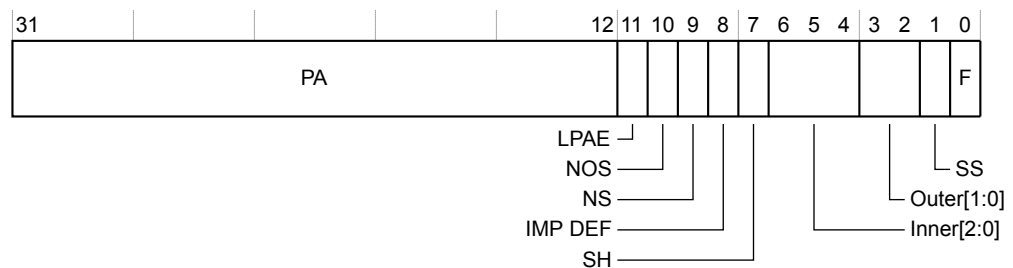 31 12 11 10 9 8 7 6 5 4 3 2 1 0
PA F
LPAE
NOS SS
NS Outer[1:0]
IMP DEF Inner[2:0]
SH